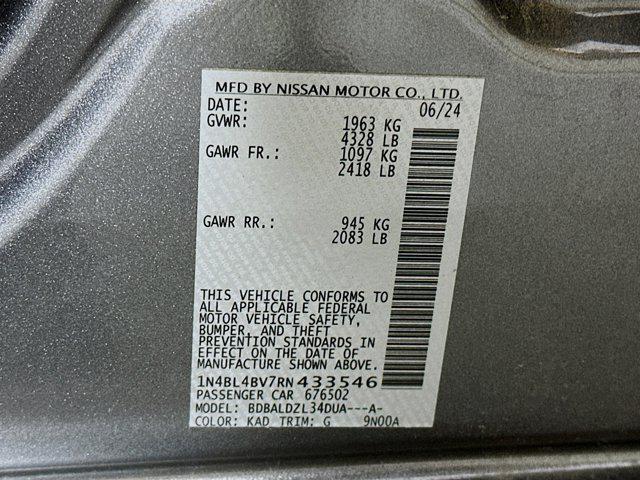 MFD BY NISSAN MOTOR CO., LTD.
DATE: 06/24
GVWR: 1963 KG
4328 LB
GAWR FR.: 1097 KG
2418 LB
GAWR RR.: 945 KG
2083 LB
THIS VEHICLE CONFORMS TO
ALL APPLICABLE FEDERAL
MOTOR VEHICLE SAFETY,
BUMPER, AND THEFT
PREVENTION STANDARDS IN
EFFECT ON THE DATE OF
MANUFACTURE SHOWN ABOVE.
1N4BL4BV7RN433546
PASSENGER CAR 676502
MODEL: BDBALDZL34DUA---A-
COLOR: KAD TRIM: G 9N00A